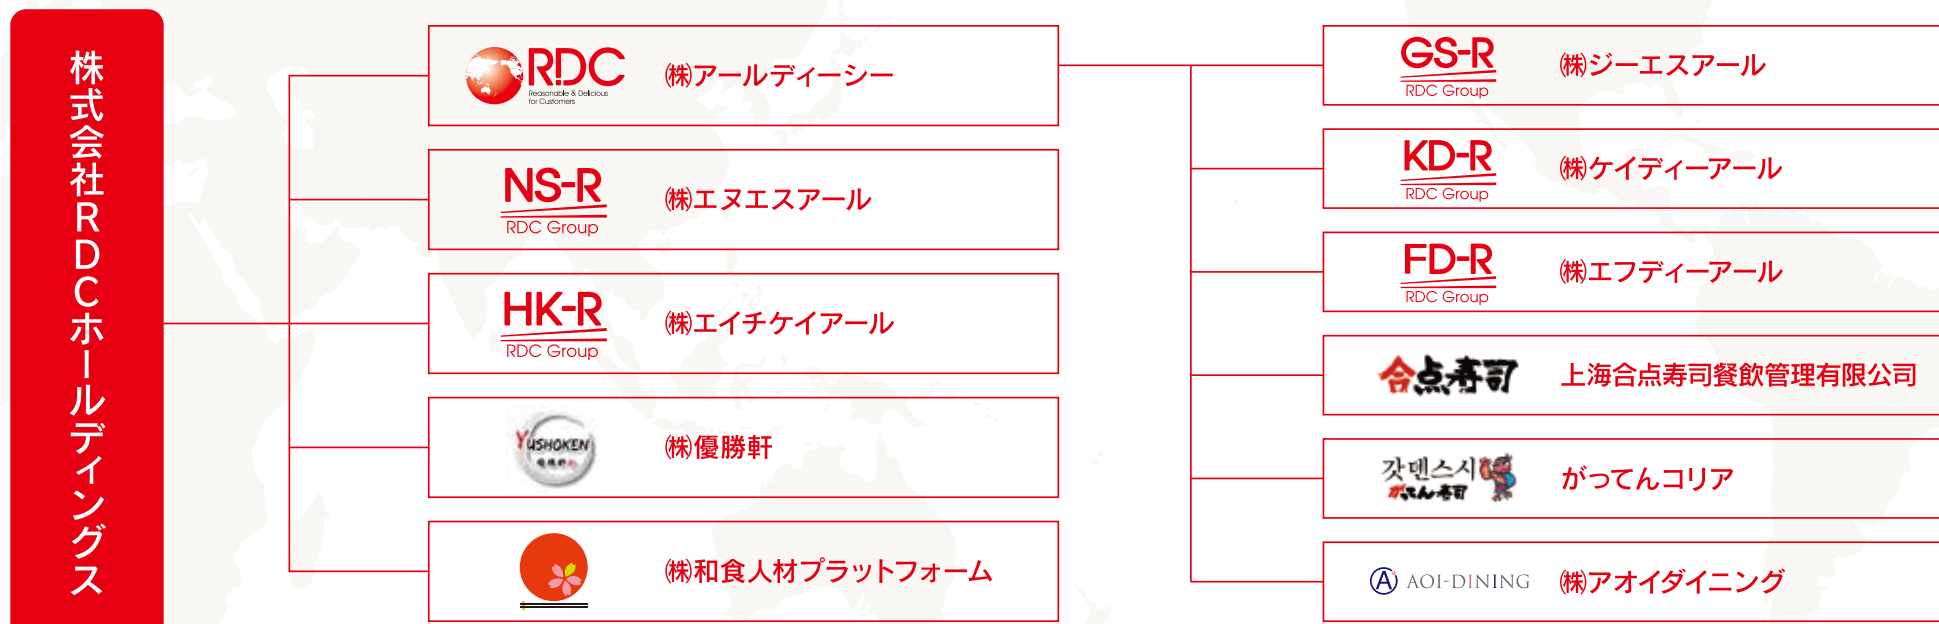 株式会社RDCホールディングス
RDC
Reasonable & Delicious
for Customers
㈱アールディーシー
NS-R
RDC Group
㈱エヌエスアール
HK-R
RDC Group
㈱エイチケイアール
YUSHOKEN
㈱優勝軒
㈱和食人材プラットフォーム
GS-R
RDC Group
㈱ジーエスアール
KD-R
RDC Group
㈱ケイディーアール
FD-R
RDC Group
㈱エフディーアール
合点寿司
上海合点寿司餐飲管理有限公司
갓덴스시
がってん寿司
がってんコリア
A
AOI-DINING
㈱アオイダイニング